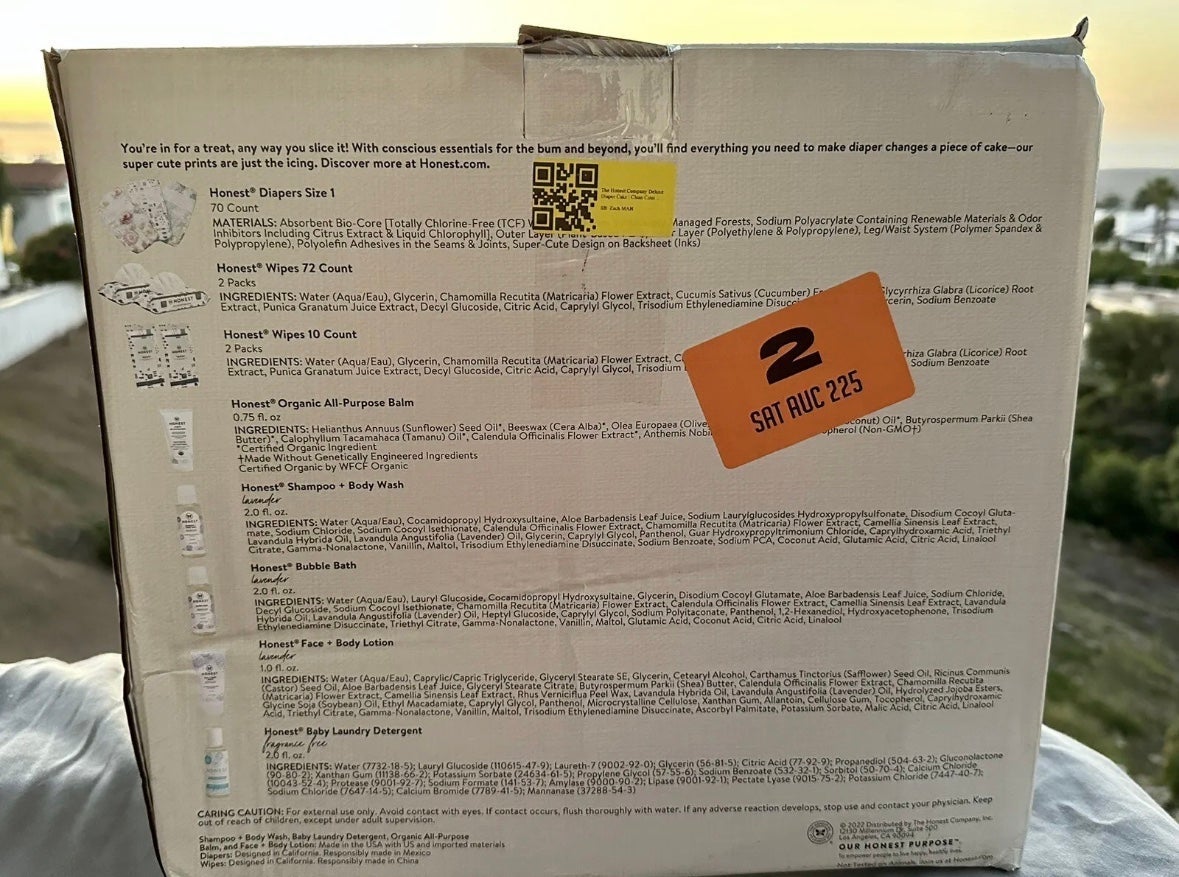 You're in for a treat, any way you slice it! With conscious essentials for the bum and beyond, you'll find everything you need to make diaper changes a piece of cake—our
super cute prints are just the icing. Discover more at Honest.com.
The Honest Company Deluxe
Diaper Cake
Honest® Diapers Size 1
70 Count
MATERIALS: Absorbent Bio-Core [Totally Chlorine-Free (TCF) Managed Forests, Sodium Polyacrylate Containing Renewable Materials & Odor
Inhibitors Including Citrus Extract & Liquid Chlorophyll], Outer Layer Layer (Polyethylene & Polypropylene), Leg/Waist System (Polymer Spandex &
Polypropylene), Polyolefin Adhesives in the Seams & Joints, Super-Cute Design on Backsheet (Inks)
Honest® Wipes 72 Count
2 Packs
INGREDIENTS: Water (Aqua/Eau), Glycerin, Chamomilla Recutita (Matricaria) Flower Extract, Cucumis Sativus (Cucumber) Glycyrrhiza Glabra (Licorice) Root
Extract, Punica Granatum Juice Extract, Decyl Glucoside, Citric Acid, Caprylyl Glycol, Trisodium Ethylenediamine Sodium Benzoate
Honest® Wipes 10 Count
2 Packs
INGREDIENTS: Water (Aqua/Eau), Glycerin, Chamomilla Recutita (Matricaria) Flower Extract, Glabra (Licorice) Root
Extract, Punica Granatum Juice Extract, Decyl Glucoside, Citric Acid, Caprylyl Glycol, Trisodium Sodium Benzoate
2
SAT AUC 225
Honest® Organic All-Purpose Balm
0.75 fl. oz
INGREDIENTS: Helianthus Annuus (Sunflower) Seed Oil*, Beeswax (Cera Alba)*, Olea Europaea (Olive Oil*, Butyrospermum Parkii (Shea
Butter)*, Calophyllum Tacamahaca (Tamanu) Oil*, Calendula Officinalis Flower Extract*, Anthemis (Non-GMO†)
*Certified Organic Ingredient
†Made Without Genetically Engineered Ingredients
Certified Organic by WFCF Organic
Honest® Shampoo + Body Wash
lavender
2.0 fl. oz.
INGREDIENTS: Water (Aqua/Eau), Cocamidopropyl Hydroxysultaine, Aloe Barbadensis Leaf Juice, Sodium Laurylglucosides Hydroxypropylsulfonate, Disodium Cocoyl Gluta-
mate, Sodium Chloride, Sodium Cocoyl Isethionate, Calendula Officinalis Flower Extract, Chamomilla Recutita (Matricaria) Flower Extract, Camellia Sinensis Leaf Extract,
Lavandula Hybrida Oil, Lavandula Angustifolia (Lavender) Oil, Glycerin, Caprylyl Glycol, Panthenol, Guar Hydroxypropyltrimonium Chloride, Caprylhydroxamic Acid, Triethyl
Citrate, Gamma-Nonalactone, Vanillin, Maltol, Trisodium Ethylenediamine Disuccinate, Sodium Benzoate, Sodium PCA, Coconut Acid, Glutamic Acid, Citric Acid, Linalool
Honest® Bubble Bath
lavender
2.0 fl. oz.
INGREDIENTS: Water (Aqua/Eau), Lauryl Glucoside, Cocamidopropyl Hydroxysultaine, Glycerin, Disodium Cocoyl Glutamate, Aloe Barbadensis Leaf Juice, Sodium Chloride,
Decyl Glucoside, Sodium Cocoyl Isethionate, Chamomilla Recutita (Matricaria) Flower Extract, Calendula Officinalis Flower Extract, Camellia Sinensis Leaf Extract, Lavandula
Hybrida Oil, Lavandula Angustifolia (Lavender) Oil, Heptyl Glucoside, Caprylyl Glycol, Sodium Polyitaconate, Panthenol, 1,2-Hexanediol, Hydroxyacetophenone, Trisodium
Ethylenediamine Disuccinate, Triethyl Citrate, Gamma-Nonalactone, Vanillin, Maltol, Glutamic Acid, Coconut Acid, Citric Acid, Linalool
Honest® Face + Body Lotion
lavender
1.0 fl. oz.
INGREDIENTS: Water (Aqua/Eau), Caprylic/Capric Triglyceride, Glyceryl Stearate SE, Glycerin, Cetearyl Alcohol, Carthamus Tinctorius (Safflower) Seed Oil, Ricinus Communis
(Castor) Seed Oil, Aloe Barbadensis Leaf Juice, Glyceryl Stearate Citrate, Butyrospermum Parkii (Shea) Butter, Calendula Officinalis Flower Extract, Chamomilla Recutita
(Matricaria) Flower Extract, Camellia Sinensis Leaf Extract, Rhus Verniciflua Peel Wax, Lavandula Hybrida Oil, Lavandula Angustifolia (Lavender) Oil, Hydrolyzed Jojoba Esters,
Glycine Soja (Soybean) Oil, Ethyl Macadamiate, Caprylyl Glycol, Panthenol, Microcrystalline Cellulose, Xanthan Gum, Allantoin, Cellulose Gum, Tocopherol, Caprylhydroxamic
Acid, Triethyl Citrate, Gamma-Nonalactone, Vanillin, Maltol, Trisodium Ethylenediamine Disuccinate, Ascorbyl Palmitate, Potassium Sorbate, Malic Acid, Citric Acid, Linalool
Honest® Baby Laundry Detergent
fragrance free
2.0 fl. oz.
INGREDIENTS: Water (7732-18-5); Lauryl Glucoside (110615-47-9); Laureth-7 (9002-92-0); Glycerin (56-81-5); Citric Acid (77-92-9); Propanediol (504-63-2); Gluconolactone
(90-80-2); Xanthan Gum (11138-66-2); Potassium Sorbate (24634-61-5); Propylene Glycol (57-55-6); Sodium Benzoate (532-32-1); Sorbitol (50-70-4); Calcium Chloride
(10043-52-4); Protease (9001-92-7); Sodium Formate (141-53-7); Amylase (9000-90-2); Lipase (9001-92-1); Pectate Lyase (9015-75-2); Potassium Chloride (7447-40-7);
Sodium Chloride (7647-14-5); Calcium Bromide (7789-41-5); Mannanase (37288-54-3)
CARING CAUTION: For external use only. Avoid contact with eyes. If contact occurs, flush thoroughly with water. If any adverse reaction develops, stop use and contact your physician. Keep
out of reach of children, except under adult supervision.
Shampoo + Body Wash, Baby Laundry Detergent, Organic All-Purpose
Balm, and Face + Body Lotion: Made in the USA with US and imported materials
Diapers: Designed in California. Responsibly made in Mexico
Wipes: Designed in California. Responsibly made in China
© 2022 Distributed by The Honest Company, Inc.
12130 Millennium Dr. Suite 500
Los Angeles, CA 90094
OUR HONEST PURPOSE™
To empower people to live happy, healthy lives.
Not Tested on Animals. Join us at Honest.com